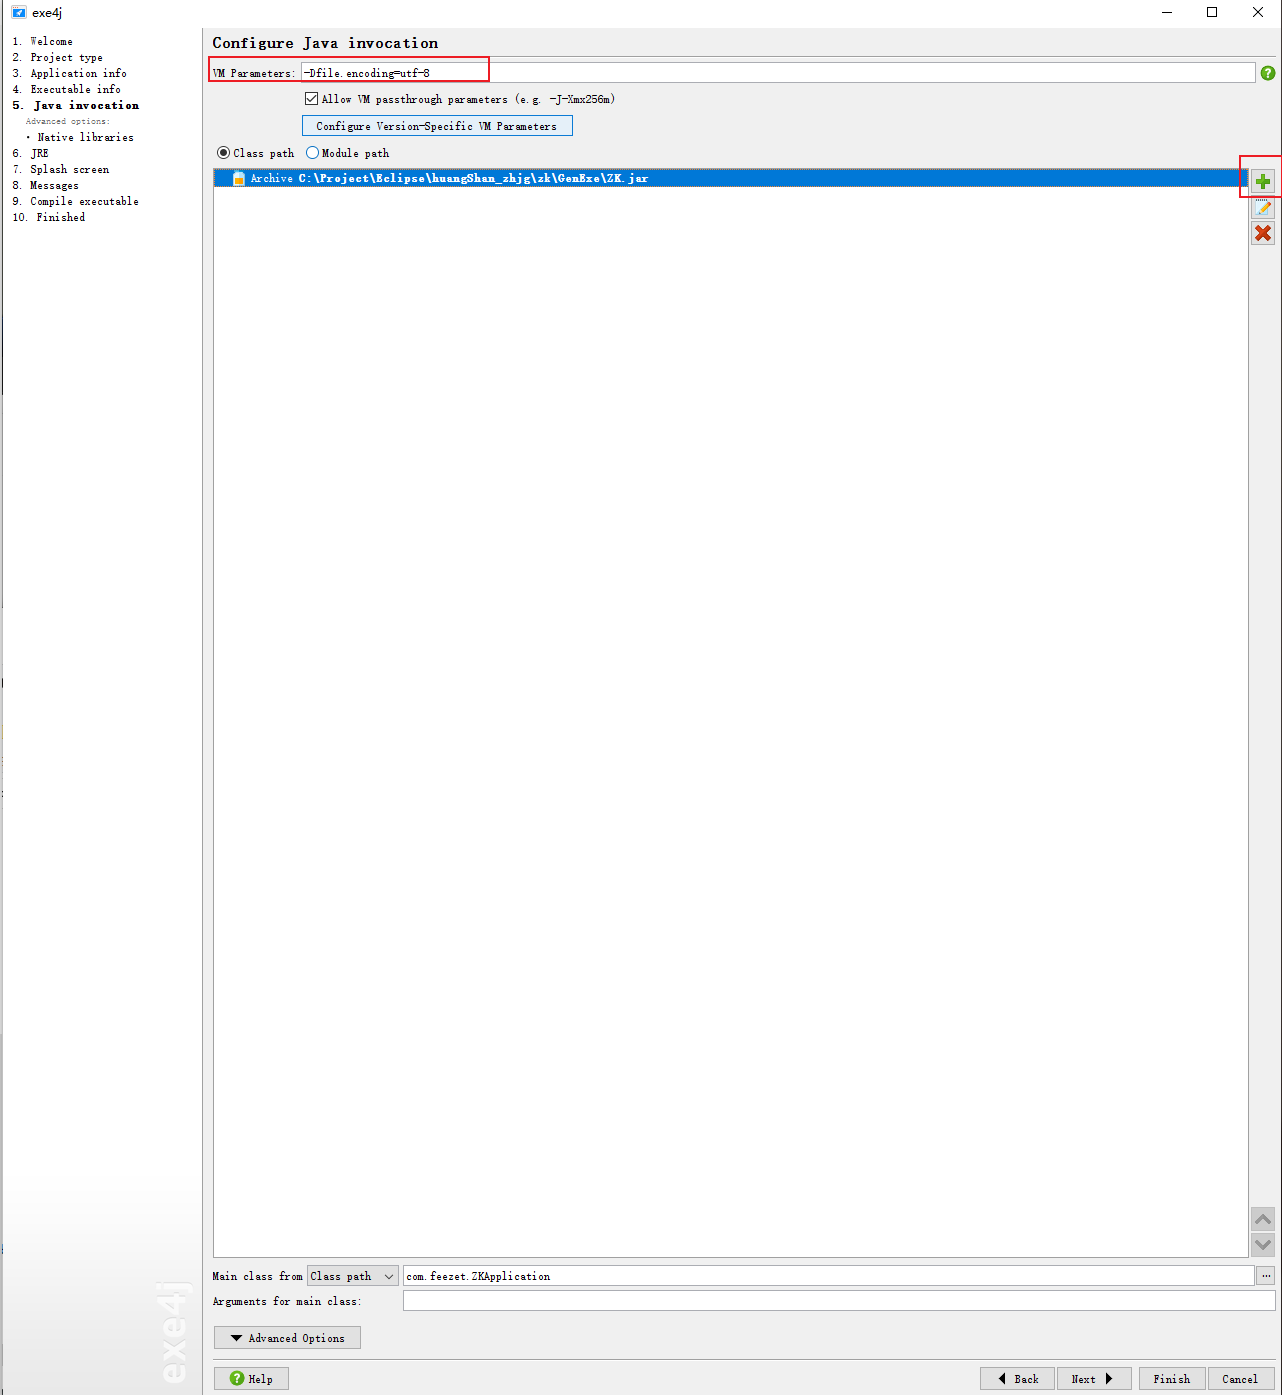 exe4j
1. Welcome
2. Project type
3. Application info
4. Executable info
5. Java invocation
Advanced options:
· Native libraries
6. JRE
7. Splash screen
8. Messages
9. Compile executable
10. Finished
exe4j
Configure Java invocation
VM Parameters: -Dfile.encoding=utf-8
Allow VM passthrough parameters (e.g. -J-Xmx256m)
Configure Version-Specific VM Parameters
Class path Module path
Archive C:\Project\Eclipse\huangShan_zhjg\zk\GenExe\ZK.jar
Main class from Class path com.feezet.ZKApplication ...
Arguments for main class:
Advanced Options
Help Back Next Finish Cancel